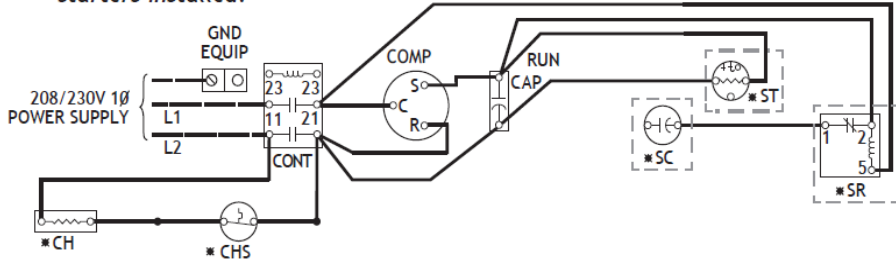 starters installed.
GND
EQUIP
208/230V 1Ø
POWER SUPPLY
L1
L2
23 23
11 21
CONT
COMP
S
C
R
RUN
CAP
⁎ST
⁎SC
1 2
5
⁎SR
⁎CH
⁎CHS